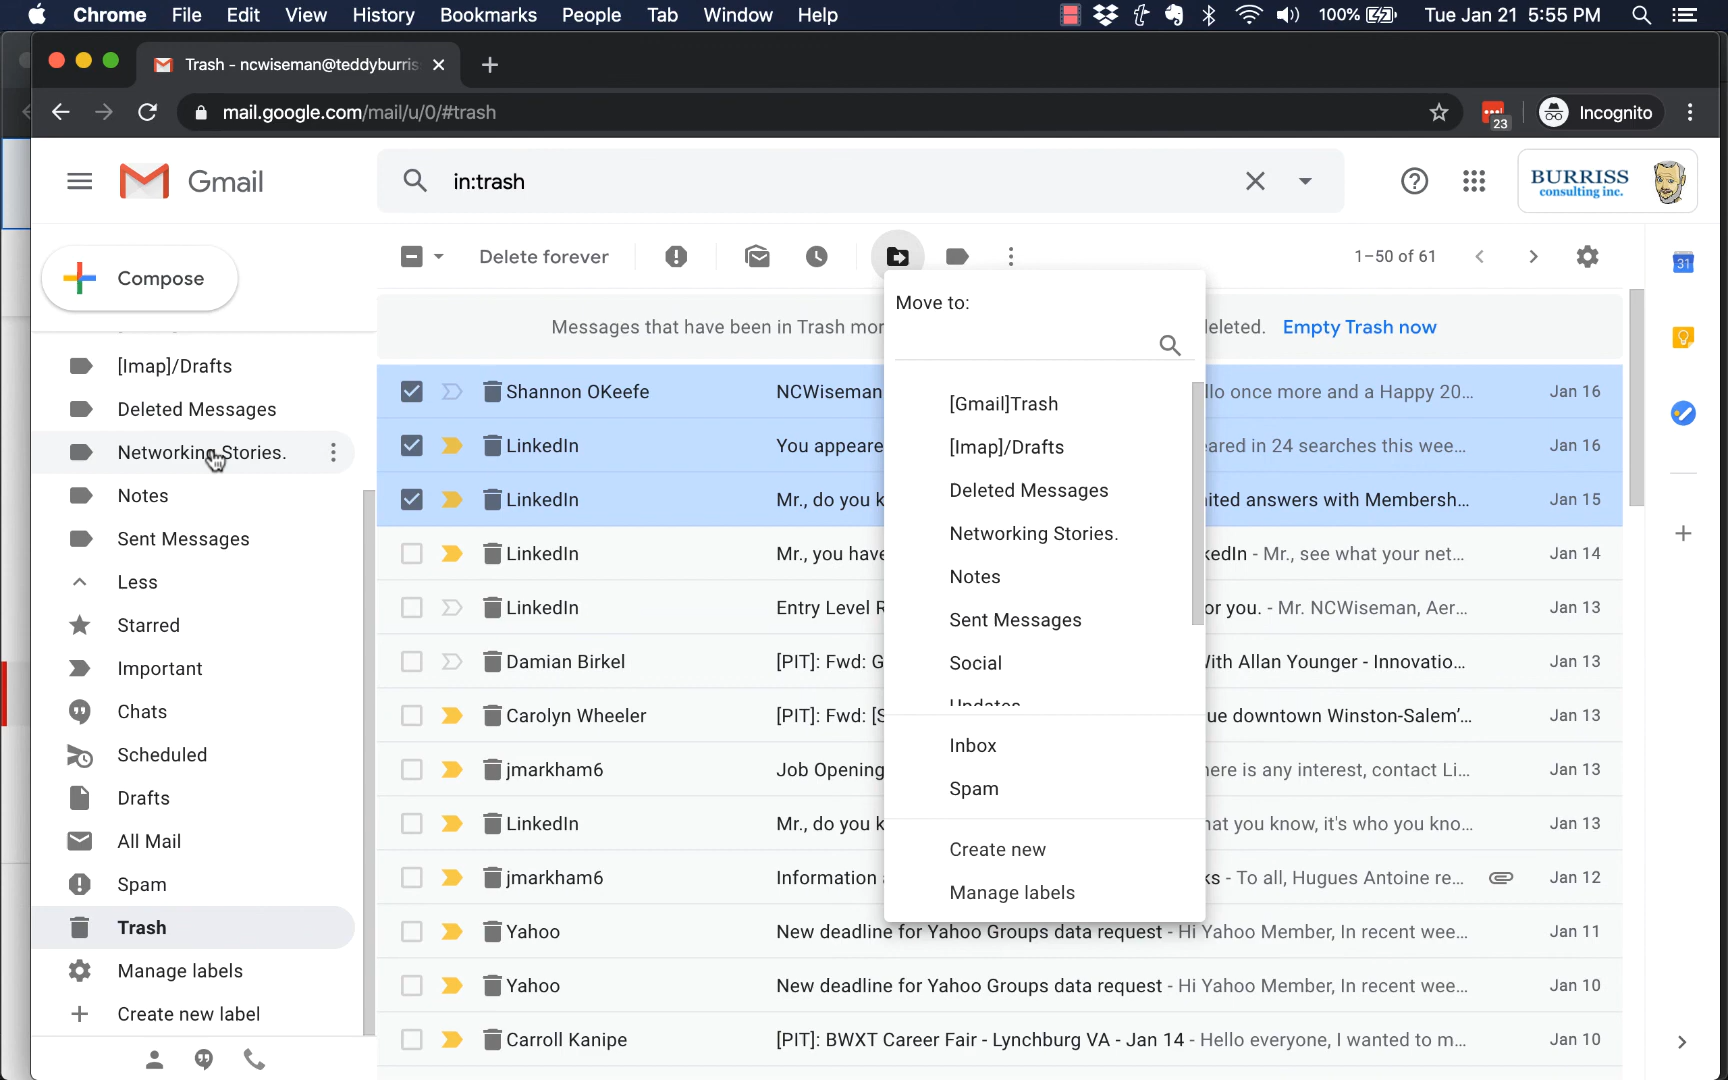 Chrome File Edit View History Bookmarks People Tab Window Help 100% Tue Jan 21 5:55 PM
Trash - ncwiseman@teddyburris
mail.google.com/mail/u/0/#trash 23 Incognito
Gmail in:trash BURRISS
consulting inc.
Compose Delete forever 1–50 of 61 31
Messages that have been in Trash mor leleted. Empty Trash now
Move to:
[Imap]/Drafts
Deleted Messages
Networking Stories.
Notes
Sent Messages
Less
Starred
Important
Chats
Scheduled
Drafts
All Mail
Spam
Trash
Manage labels
Create new label
[Gmail]Trash
[Imap]/Drafts
Deleted Messages
Networking Stories.
Notes
Sent Messages
Social
Updates
Inbox
Spam
Create new
Manage labels
Shannon OKeefe NCWiseman llo once more and a Happy 20... Jan 16
LinkedIn You appeare ared in 24 searches this wee... Jan 16
LinkedIn Mr., do you k ited answers with Membersh... Jan 15
LinkedIn Mr., you have kedIn - Mr., see what your net... Jan 14
LinkedIn Entry Level R or you. - Mr. NCWiseman, Aer... Jan 13
Damian Birkel [PIT]: Fwd: G With Allan Younger - Innovatio... Jan 13
Carolyn Wheeler [PIT]: Fwd: [S ue downtown Winston-Salem'... Jan 13
jmarkham6 Job Opening here is any interest, contact Li... Jan 13
LinkedIn Mr., do you k hat you know, it's who you kno... Jan 13
jmarkham6 Information ks - To all, Hugues Antoine re... Jan 12
Yahoo New deadline for Yahoo Groups data request - Hi Yahoo Member, In recent wee... Jan 11
Yahoo New deadline for Yahoo Groups data request - Hi Yahoo Member, In recent wee... Jan 10
Carroll Kanipe [PIT]: BWXT Career Fair - Lynchburg VA - Jan 14 - Hello everyone, I wanted to m... Jan 10